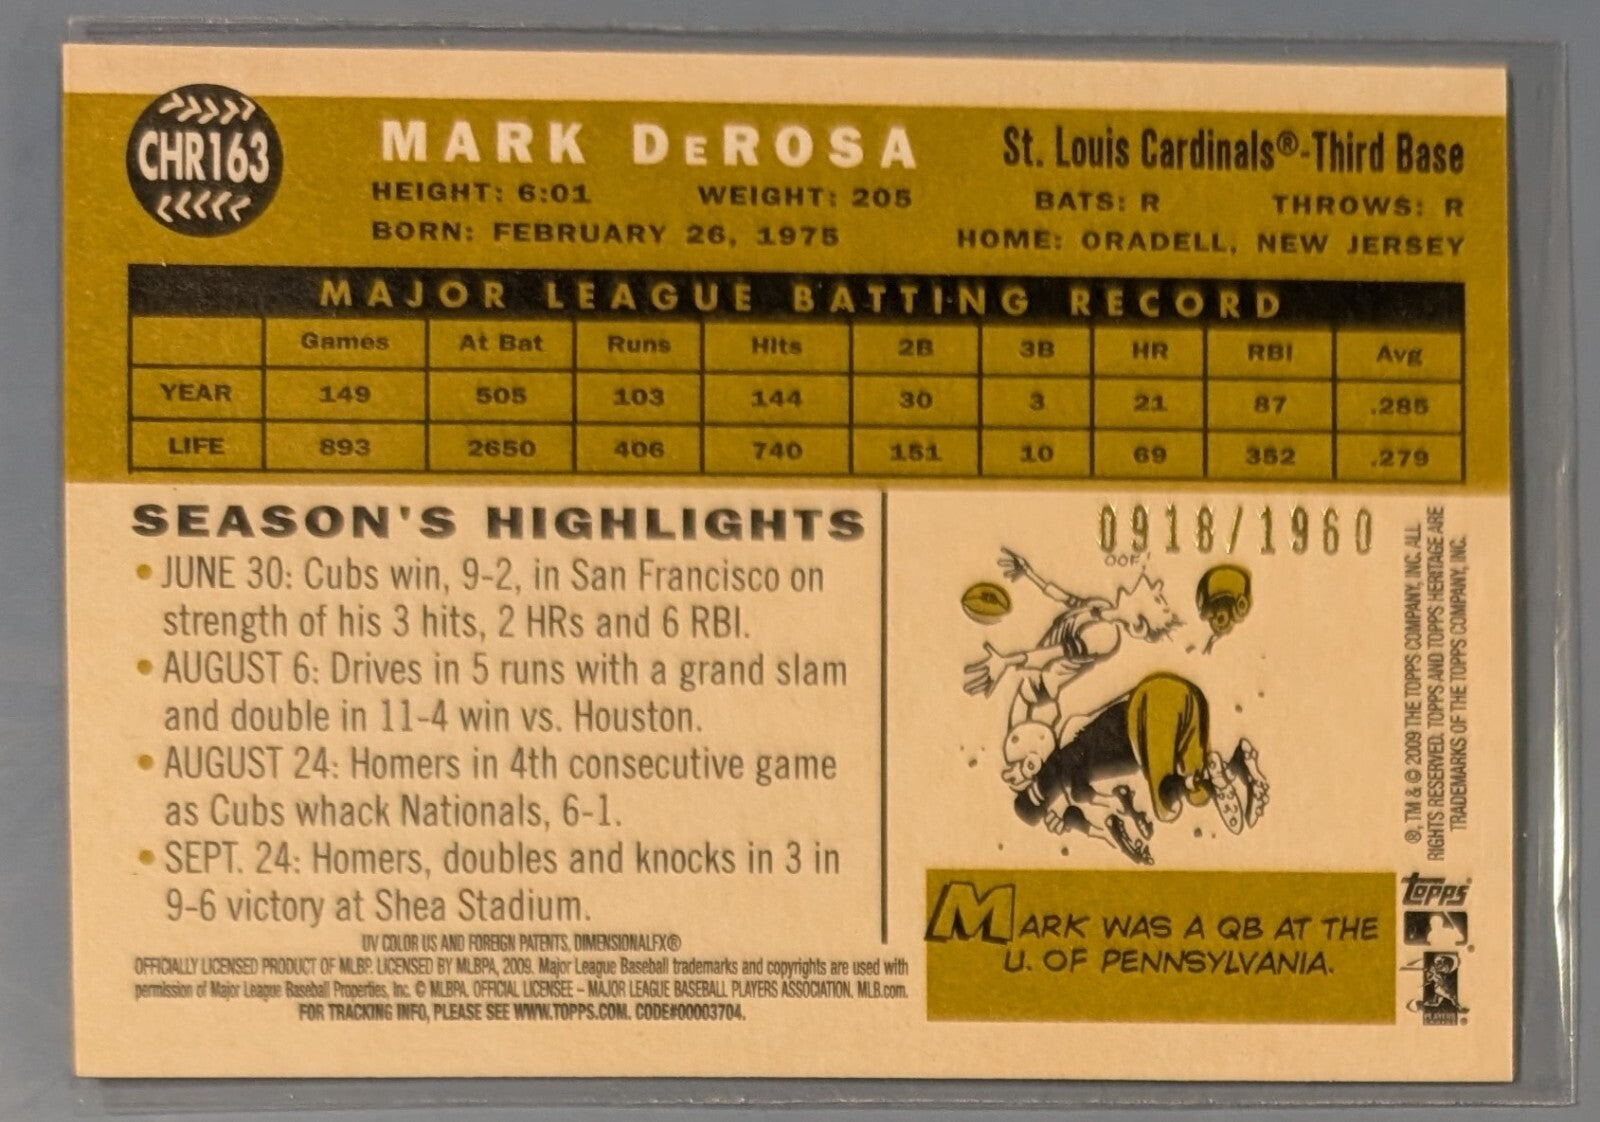 CHR163
MARK DeROSA
St. Louis Cardinals®-Third Base
HEIGHT: 6:01 WEIGHT: 205 BATS: R THROWS: R
BORN: FEBRUARY 26, 1975 HOME: ORADELL, NEW JERSEY
MAJOR LEAGUE BATTING RECORD
Games At Bat Runs Hits 2B 3B HR RBI Avg
YEAR 149 505 103 144 30 3 21 87 .285
LIFE 893 2650 406 740 151 10 69 352 .279
SEASON'S HIGHLIGHTS
• JUNE 30: Cubs win, 9-2, in San Francisco on
strength of his 3 hits, 2 HRs and 6 RBI.
• AUGUST 6: Drives in 5 runs with a grand slam
and double in 11-4 win vs. Houston.
• AUGUST 24: Homers in 4th consecutive game
as Cubs whack Nationals, 6-1.
• SEPT. 24: Homers, doubles and knocks in 3 in
9-6 victory at Shea Stadium.
UV COLOR US AND FOREIGN PATENTS, DIMENSIONALFX®
OFFICIALLY LICENSED PRODUCT OF MLBP. LICENSED BY MLBPA, 2009. Major League Baseball trademarks and copyrights are used with
permission of Major League Baseball Properties, Inc. © MLBPA. OFFICIAL LICENSEE – MAJOR LEAGUE BASEBALL PLAYERS ASSOCIATION. MLB.com.
FOR TRACKING INFO, PLEASE SEE WWW.TOPPS.COM. CODE#00003704.
0918/1960
OOF!
MARK WAS A QB AT THE
U. OF PENNSYLVANIA.
®, TM & © 2009 THE TOPPS COMPANY, INC. ALL
RIGHTS RESERVED. TOPPS AND TOPPS HERITAGE ARE
TRADEMARKS OF THE TOPPS COMPANY, INC.
topps®
PLAYERS